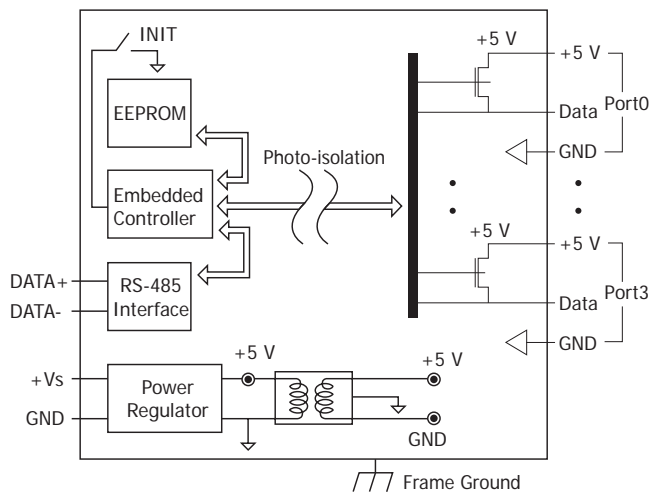 INIT
+5 V
+5 V
EEPROM
Data
Port0
Photo-isolation
GND
Embedded
Controller
+5 V
+5 V
DATA+
DATA-
RS-485
Interface
Data
Port3
GND
+5 V
+5 V
+Vs
GND
Power
Regulator
GND
Frame Ground